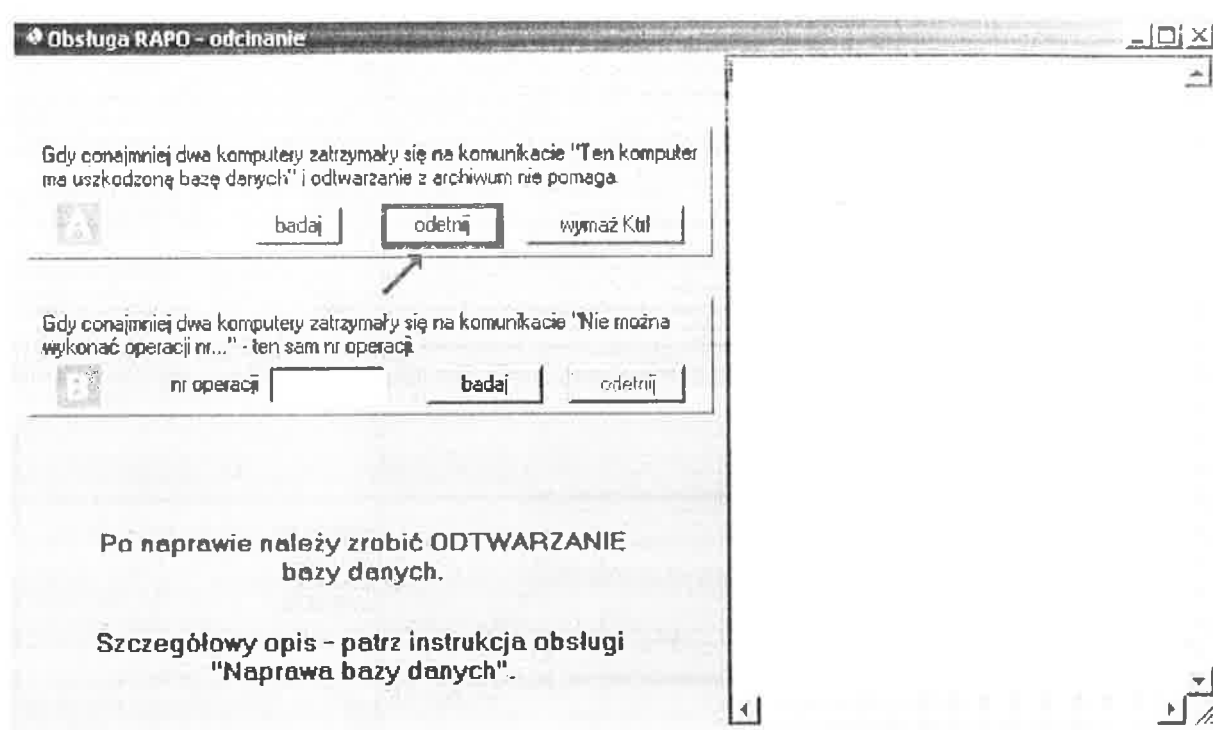 Obsługa RAPO - odcinanie
Gdy conajmniej dwa komputery zatrzymały się na komunikacie "Ten komputer
ma uszkodzoną bazę danych" i odtwarzanie z archiwum nie pomaga.
A
badaj
odetnij
wymaż Ktrl
Gdy conajmniej dwa komputery zatrzymały się na komunikacie "Nie można
wykonać operacji nr..." - ten sam nr operacji.
B
nr operacji
badaj
odetnij
Po naprawie należy zrobić ODTWARZANIE
bazy danych.
Szczegółowy opis - patrz instrukcja obsługi
"Naprawa bazy danych".